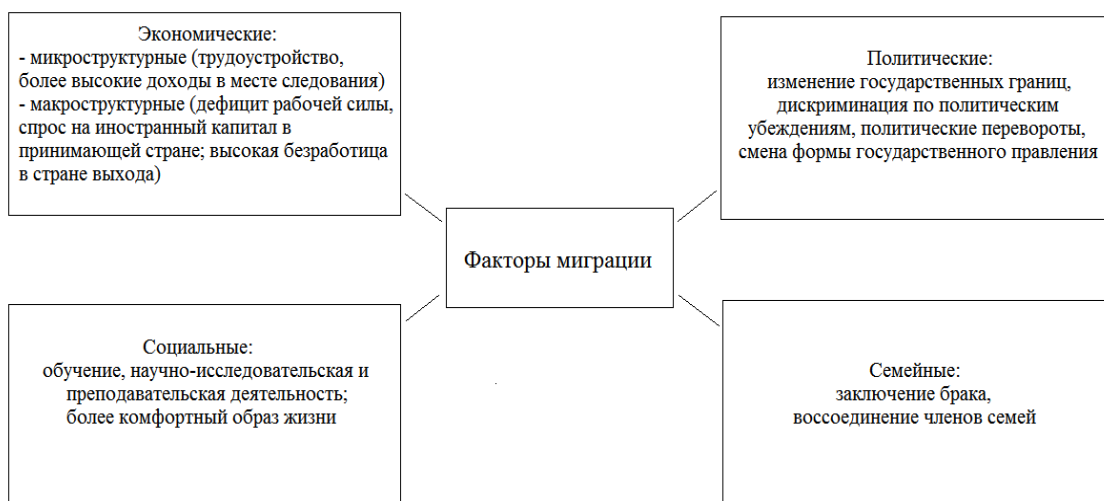 Экономические:
- микроструктурные (трудоустройство,
более высокие доходы в месте следования)
- макроструктурные (дефицит рабочей силы,
спрос на иностранный капитал в
принимающей стране; высокая безработица
в стране выхода)
Политические:
изменение государственных границ,
дискриминация по политическим
убеждениям, политические перевороты,
смена формы государственного правления
Факторы миграции
Социальные:
обучение, научно-исследовательская и
преподавательская деятельность;
более комфортный образ жизни
Семейные:
заключение брака,
воссоединение членов семей